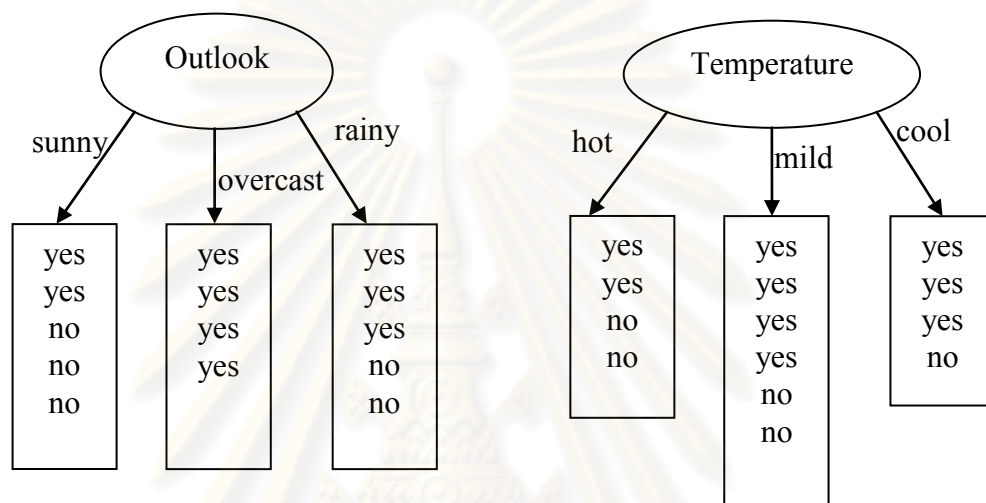 Outlook
sunny
overcast
rainy
yes
yes
no
no
no
yes
yes
yes
yes
yes
yes
yes
no
no
Temperature
hot
mild
cool
yes
yes
no
no
yes
yes
yes
yes
no
no
yes
yes
yes
no